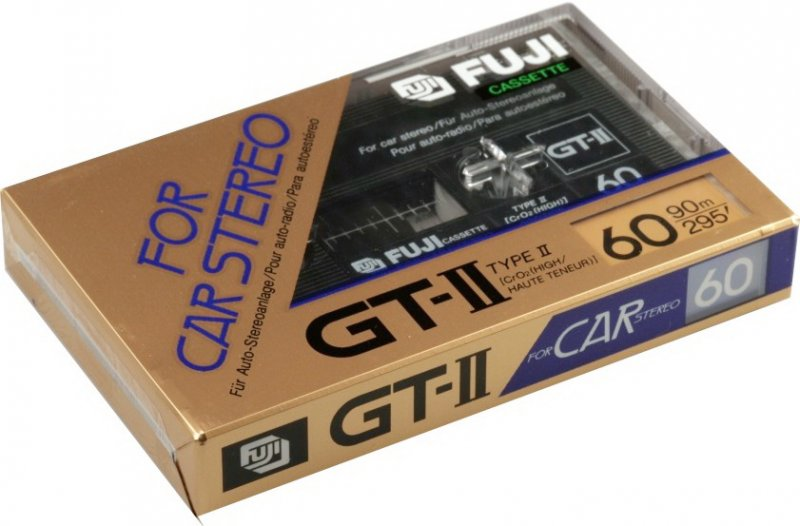 FOR
CAR STEREO
Für Auto-Stereoanlage/Pour auto-radio/Para autoestéreo
FUJI
FUJI
CASSETTE
For car stereo/Für Auto-Stereoanlage
Pour auto-radio/Para autoestéreo
GT-II
60
TYPE II
[CrO₂(HIGH)]
FUJI
FUJI CASSETTE
GT-II
TYPE II
[CrO₂(HIGH/
HAUTE TENEUR)]
60
90m
295'
FUJI
GT-II
FOR CAR STEREO
60